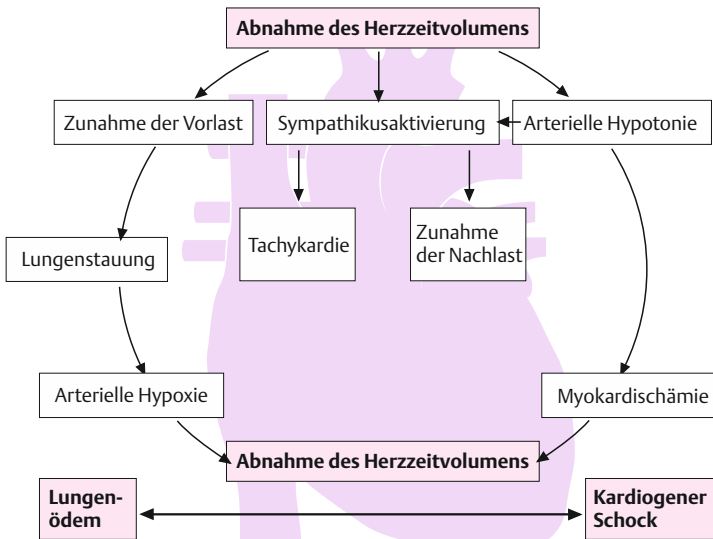 Abnahme des Herzzeitvolumens
Zunahme der Vorlast
Sympathikusaktivierung
Arterielle Hypotonie
Tachykardie
Zunahme
der Nachlast
Lungenstauung
Arterielle Hypoxie
Myokardischämie
Abnahme des Herzzeitvolumens
Lungen-
ödem
Kardiogener
Schock